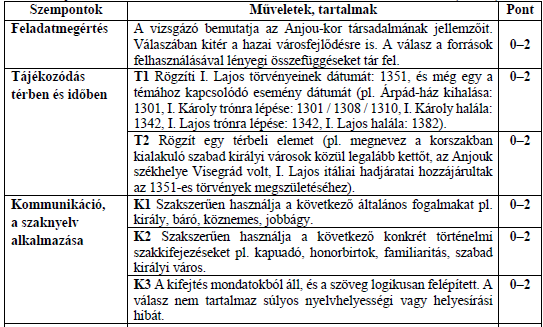 Szempontok
Műveletek, tartalmak
Pont
Feladatmegértés
A vizsgázó bemutatja az Anjou-kor társadalmának jellemzőit.
Válaszában kitér a hazai városfejlődésre is. A válasz a források
felhasználásával lényegi összefüggéseket tár fel.
0–2
Tájékozódás
térben és időben
T1 Rögzíti I. Lajos törvényeinek dátumát: 1351, és még egy a
témához kapcsolódó esemény dátumát (pl. Árpád-ház kihalása:
1301, I. Károly trónra lépése: 1301 / 1308 / 1310, I. Károly halála:
1342, I. Lajos trónra lépése: 1342, I. Lajos halála: 1382).
0–2
T2 Rögzít egy térbeli elemet (pl. megnevez a korszakban
kialakuló szabad királyi városok közül legalább kettőt, az Anjouk
székhelye Visegrád volt, I. Lajos itáliai hadjáratai hozzájárultak
az 1351-es törvények megszületéséhez).
0–2
Kommunikáció,
a szaknyelv
alkalmazása
K1 Szakszerűen használja a következő általános fogalmakat pl.
király, báró, köznemes, jobbágy.
0–2
K2 Szakszerűen használja a következő konkrét történelmi
szakkifejezéseket pl. kapuadó, honorbirtok, familiaritás, szabad
királyi város.
0–2
K3 A kifejtés mondatokból áll, és a szöveg logikusan felépített. A
válasz nem tartalmaz súlyos nyelvhelyességi vagy helyesírási
hibát.
0–2